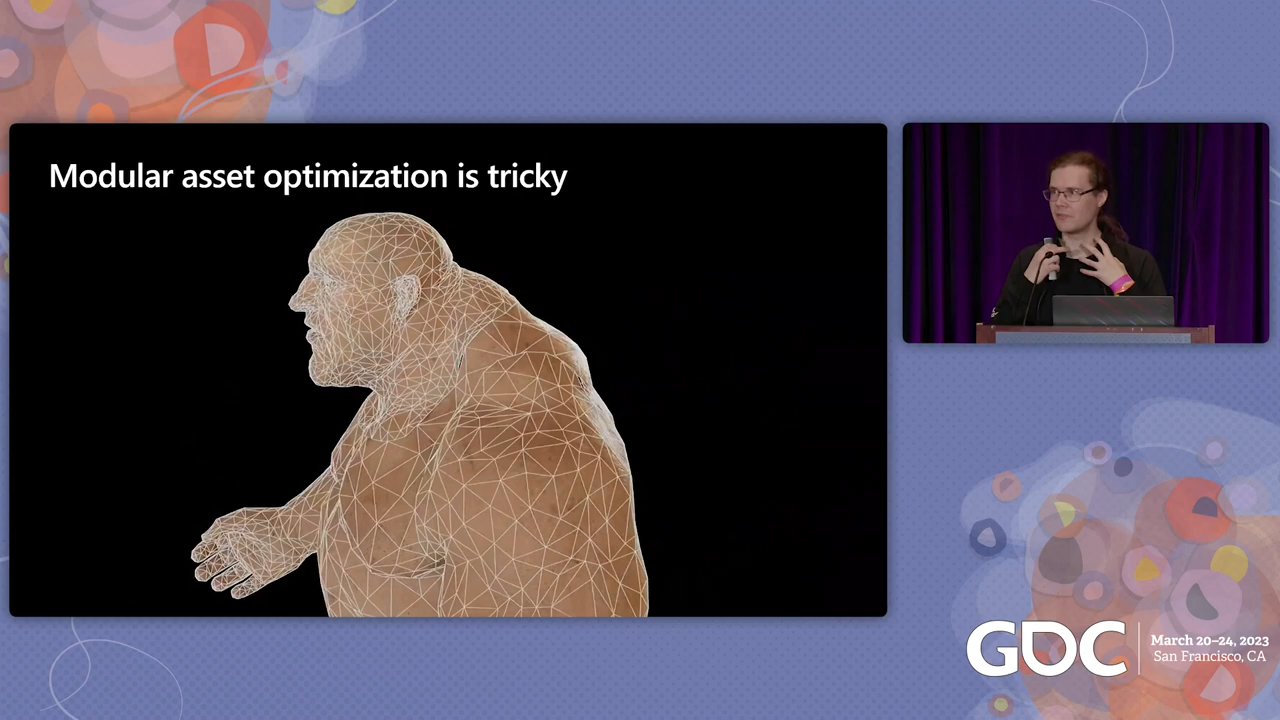 Modular asset optimization is tricky
GDC
March 20–24, 2023
San Francisco, CA